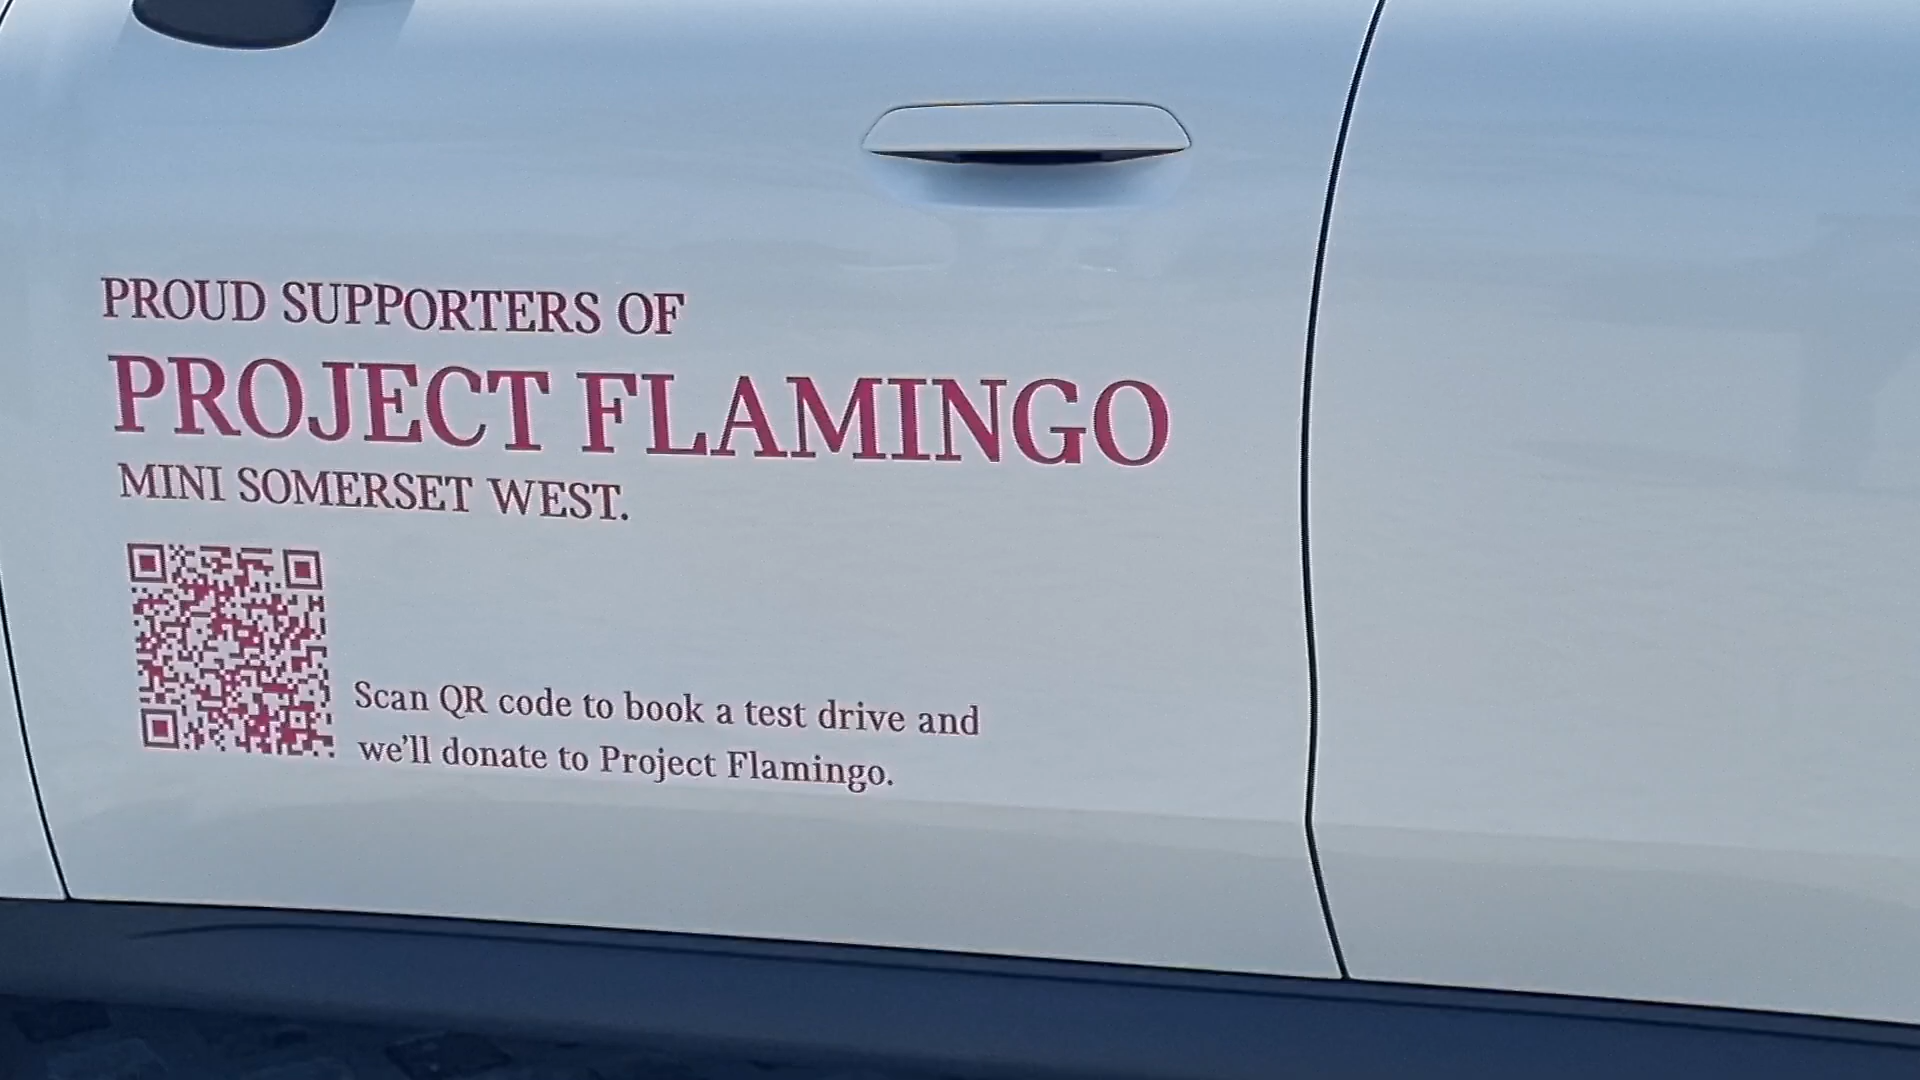 PROUD SUPPORTERS OF
PROJECT FLAMINGO
MINI SOMERSET WEST.
Scan QR code to book a test drive and
we'll donate to Project Flamingo.